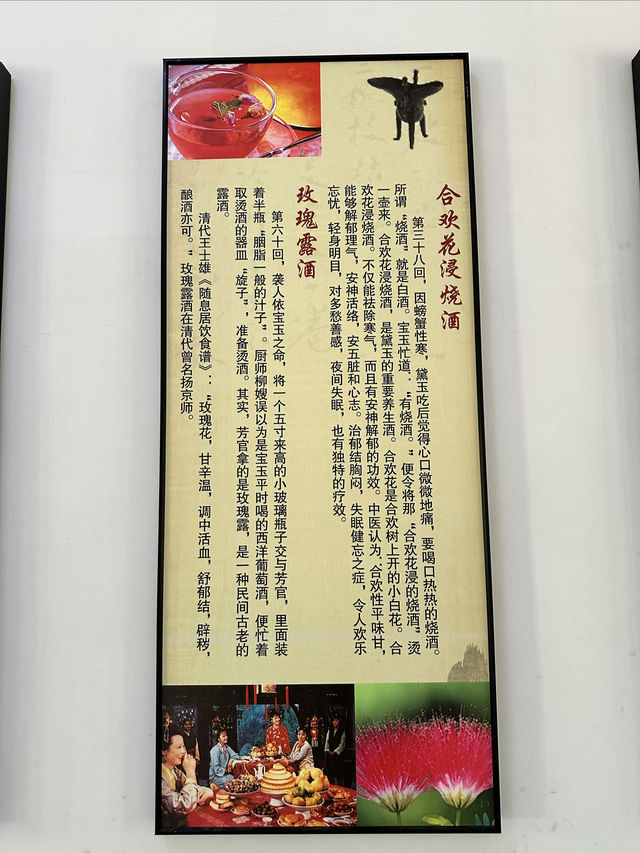 合欢花浸烧酒
第三十八回，因螃蟹性寒，黛玉吃后觉得心口微微地痛，要喝口热热的烧酒。
所谓“烧酒”就是白酒。宝玉忙道：“有烧酒。”便令将那“合欢花浸的烧酒”烫
一壶来。合欢花浸烧酒，是黛玉的重要养生酒。合欢花是合欢树上开的小白花。合
欢花浸烧酒。不仅能祛除寒气，而且有安神解郁的功效。中医认为：合欢性平味甘，
能够解郁理气，安神活络，安五脏和心志。治郁结胸闷，失眠健忘之症，令人欢乐
忘忧，轻身明目，对多愁善感，夜间失眠，也有独特的疗效。
玫瑰露酒
第六十回，袭人依宝玉之命，将一个五寸来高的小玻璃瓶子交与芳官，里面装
着半瓶“胭脂一般的汁子”。厨师柳嫂误以为是宝玉平时喝的西洋葡萄酒，便忙着
取烫酒的器皿“旋子”，准备烫酒。其实，芳官拿的是玫瑰露，是一种民间古老的
露酒。
清代王士雄《随息居饮食谱》：“玫瑰花，甘辛温，调中活血，舒郁结，辟秽，
酿酒亦可。”玫瑰露酒在清代曾名扬京师。